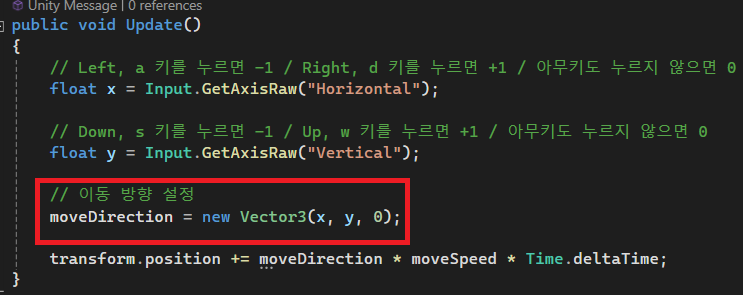 Unity Message | 0 references
public void Update()
{
// Left, a 키를 누르면 -1 / Right, d 키를 누르면 +1 / 아무키도 누르지 않으면 0
float x = Input.GetAxisRaw("Horizontal");
// Down, s 키를 누르면 -1 / Up, w 키를 누르면 +1 / 아무키도 누르지 않으면 0
float y = Input.GetAxisRaw("Vertical");
// 이동 방향 설정
moveDirection = new Vector3(x, y, 0);
transform.position += moveDirection * moveSpeed * Time.deltaTime;
}